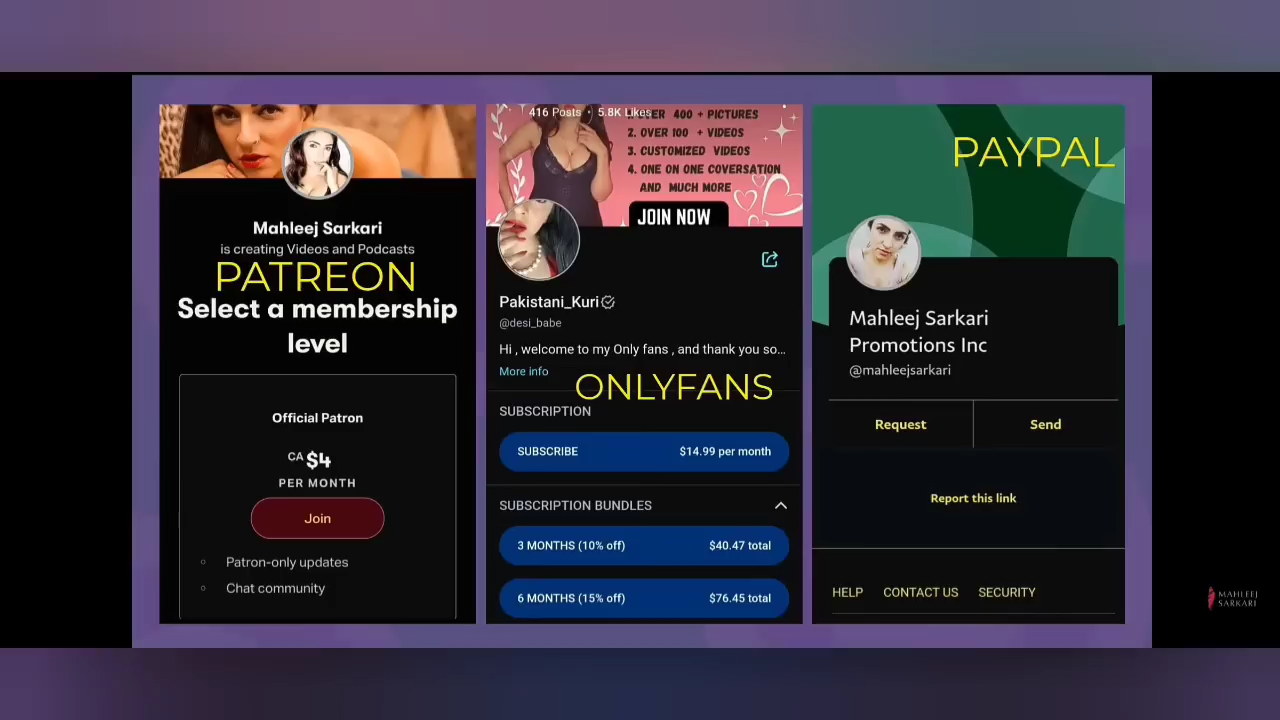 Mahleej Sarkari
is creating Videos and Podcasts
PATREON
Select a membership
level
Official Patron
CA $4
PER MONTH
Join
Patron-only updates
Chat community
416 Posts • 5.8K Likes
400 + PICTURES
2. OVER 100 + VIDEOS
3. CUSTOMIZED VIDEOS
4. ONE ON ONE COVERSATION
AND MUCH MORE
JOIN NOW
Pakistani_Kuri
@desi_babe
Hi , welcome to my Only fans , and thank you so...
More info
ONLYFANS
SUBSCRIPTION
SUBSCRIBE $14.99 per month
SUBSCRIPTION BUNDLES
3 MONTHS (10% off) $40.47 total
6 MONTHS (15% off) $76.45 total
PAYPAL
Mahleej Sarkari
Promotions Inc
@mahleejsarkari
Request Send
Report this link
HELP CONTACT US SECURITY
MAHLEEJ
SARKARI